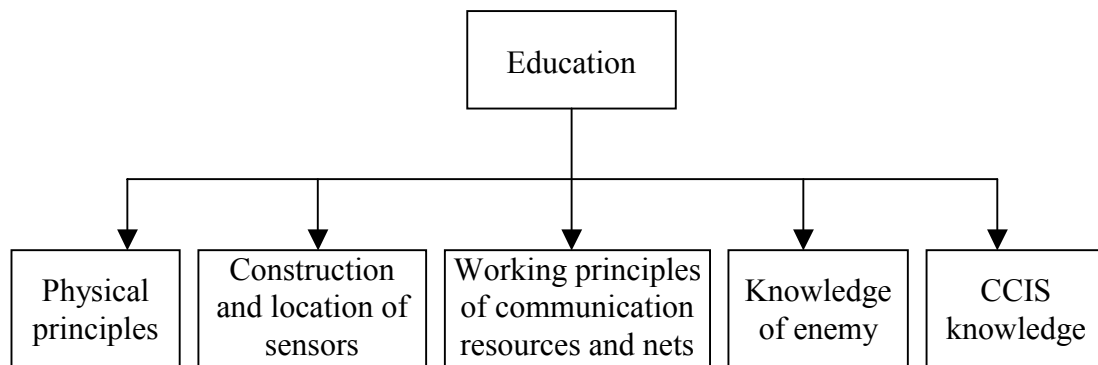 Education
Physical
principles
Construction
and location of
sensors
Working principles
of communication
resources and nets
Knowledge
of enemy
CCIS
knowledge